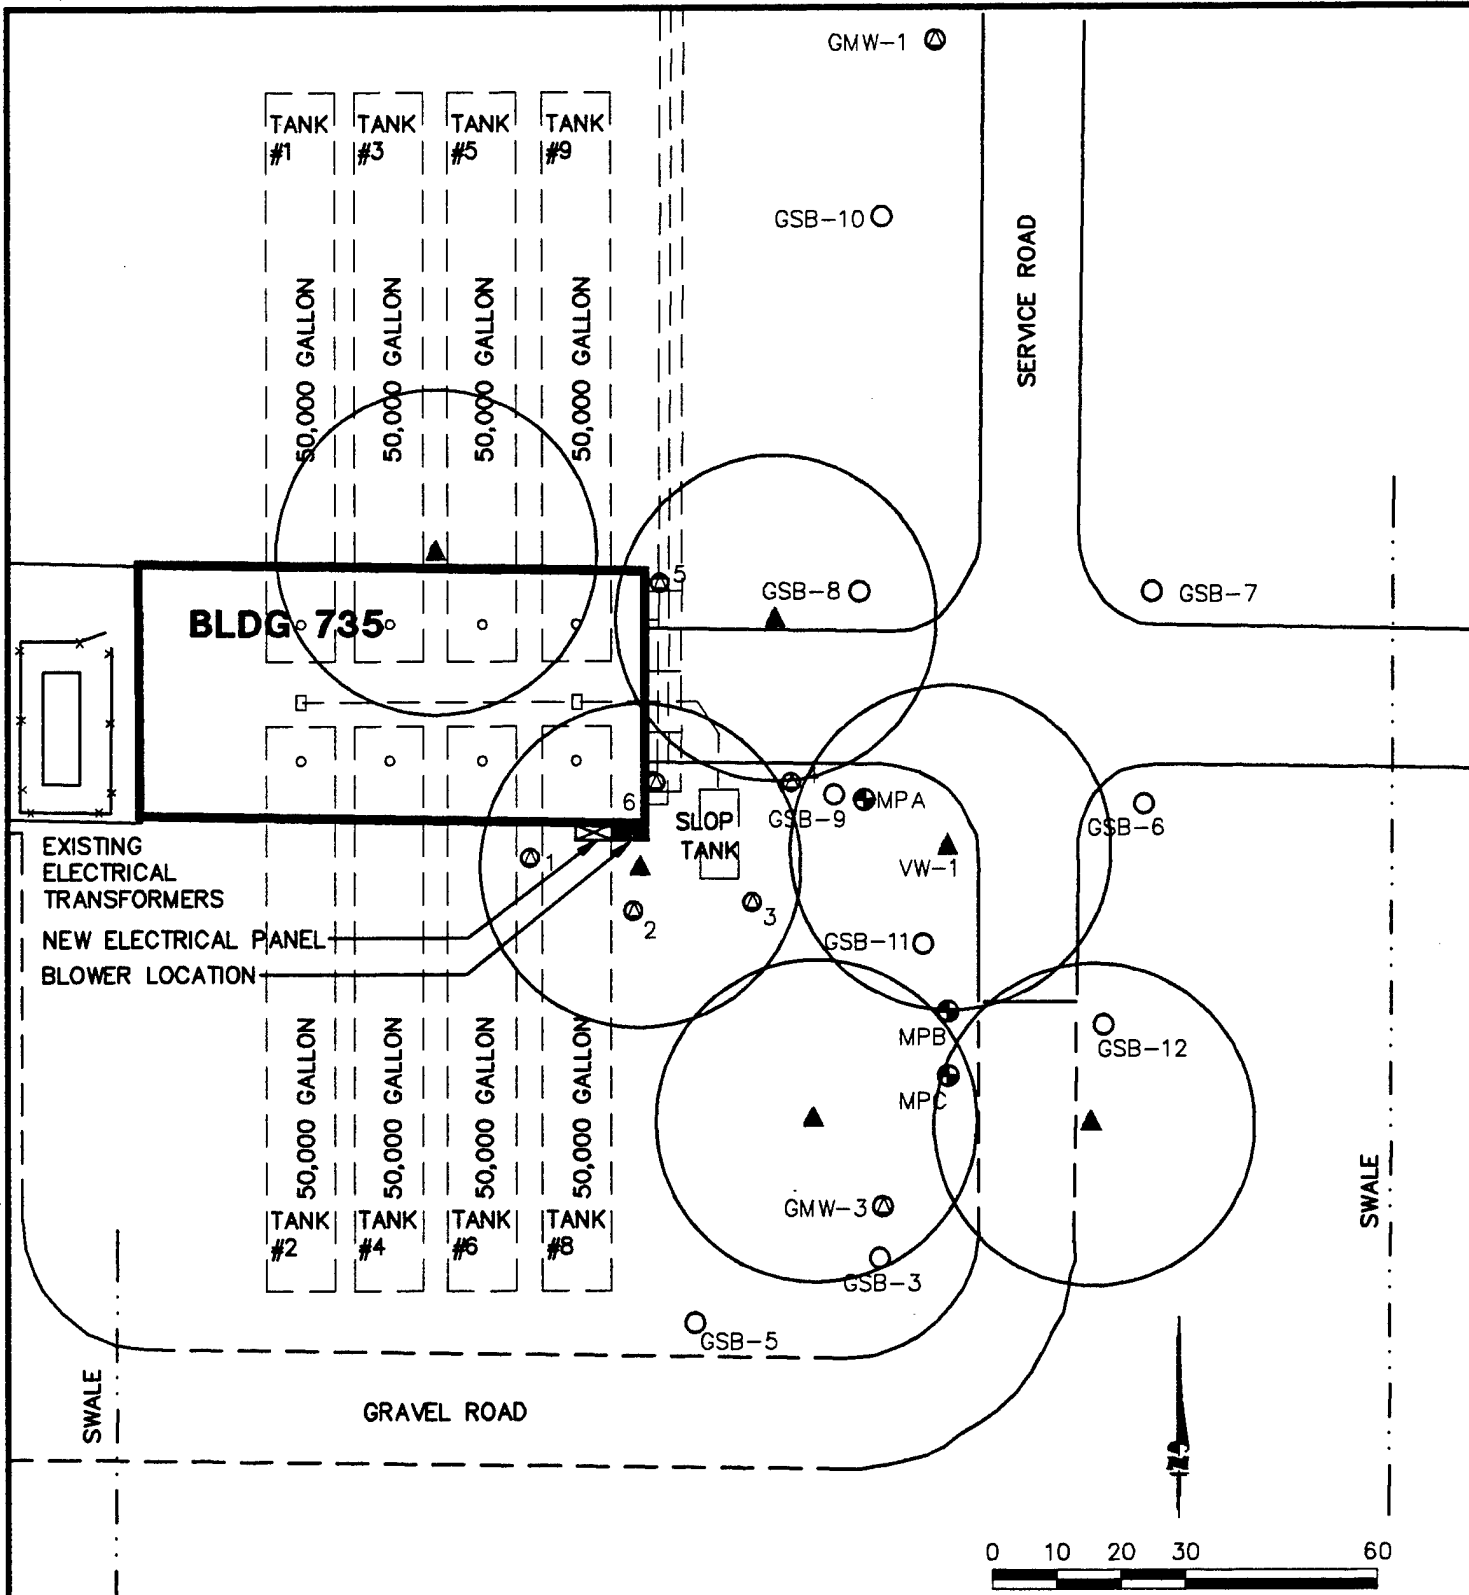 GMW-1
TANK
#1
TANK
#3
TANK
#5
TANK
#9
GSB-10
SERVICE ROAD
50,000 GALLON
50,000 GALLON
50,000 GALLON
50,000 GALLON
5
GSB-8
GSB-7
BLDG 735
4
6
GSB-9
MPA
GSB-6
SLOP
TANK
EXISTING
ELECTRICAL
TRANSFORMERS
1
VW-1
2
3
NEW ELECTRICAL PANEL
GSB-11
BLOWER LOCATION
MPB
GSB-12
MPC
50,000 GALLON
50,000 GALLON
50,000 GALLON
50,000 GALLON
SWALE
GMW-3
TANK
#2
TANK
#4
TANK
#6
TANK
#8
GSB-3
GSB-5
SWALE
GRAVEL ROAD
0 10 20 30 60